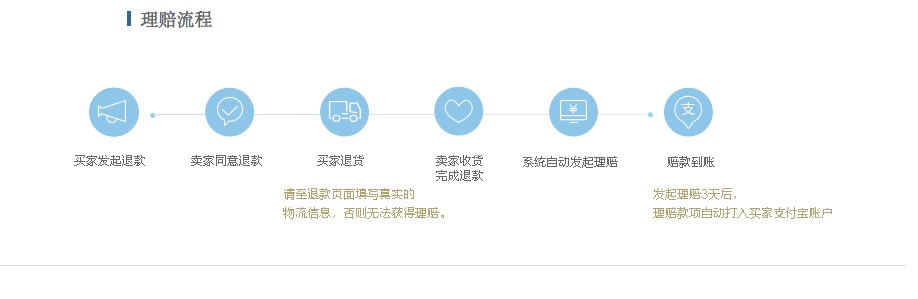 理赔流程
买家发起退款
卖家同意退款
买家退货
卖家收货
完成退款
系统自动发起理赔
赔款到账
请至退款页面填写真实的
物流信息，否则无法获得理赔。
发起理赔3天后，
理赔款项自动打入买家支付宝账户
¥
支